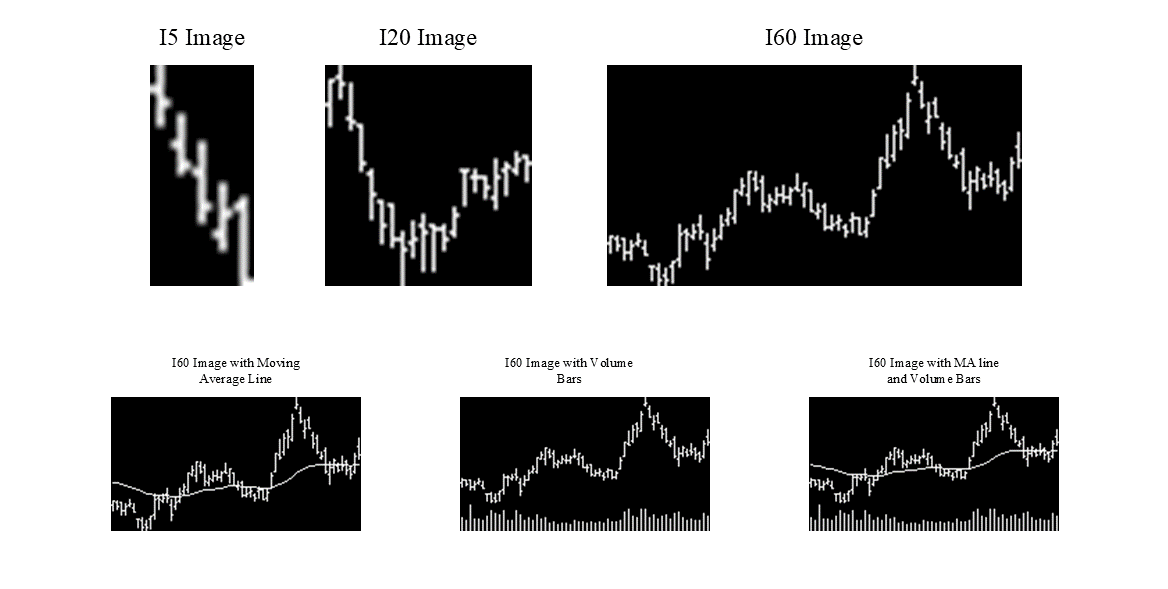 I5 Image
I20 Image
I60 Image
I60 Image with Moving
Average Line
I60 Image with Volume
Bars
I60 Image with MA line
and Volume Bars